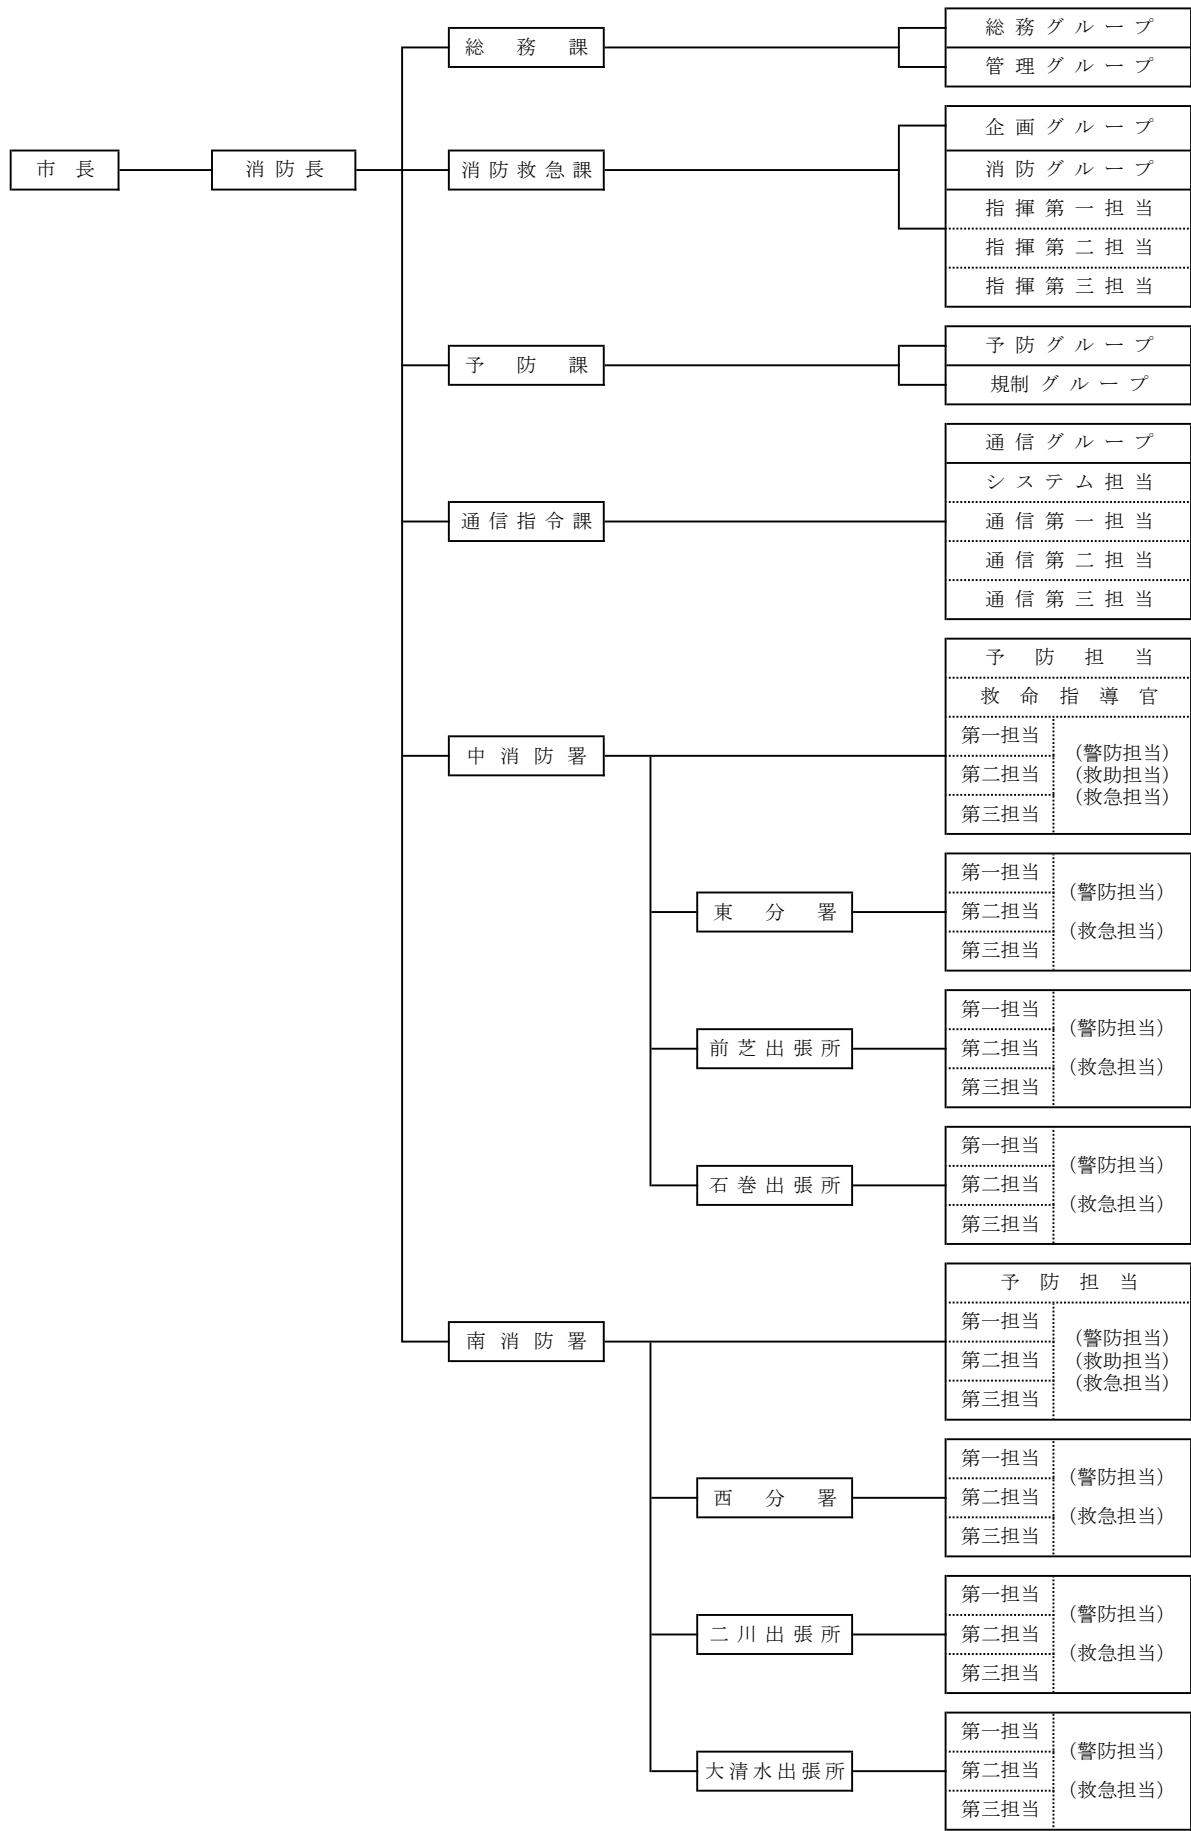 総務課
総務グループ
管理グループ
市長
消防長
消防救急課
企画グループ
消防グループ
指揮第一担当
指揮第二担当
指揮第三担当
予防課
予防グループ
規制グループ
通信指令課
通信グループ
システム担当
通信第一担当
通信第二担当
通信第三担当
中消防署
予防担当
救命指導官
第一担当
第二担当
第三担当
(警防担当)
(救助担当)
(救急担当)
東分署
第一担当
第二担当
第三担当
(警防担当)
(救急担当)
前芝出張所
第一担当
第二担当
第三担当
(警防担当)
(救急担当)
石巻出張所
第一担当
第二担当
第三担当
(警防担当)
(救急担当)
南消防署
予防担当
第一担当
第二担当
第三担当
(警防担当)
(救助担当)
(救急担当)
西分署
第一担当
第二担当
第三担当
(警防担当)
(救急担当)
二川出張所
第一担当
第二担当
第三担当
(警防担当)
(救急担当)
大清水出張所
第一担当
第二担当
第三担当
(警防担当)
(救急担当)